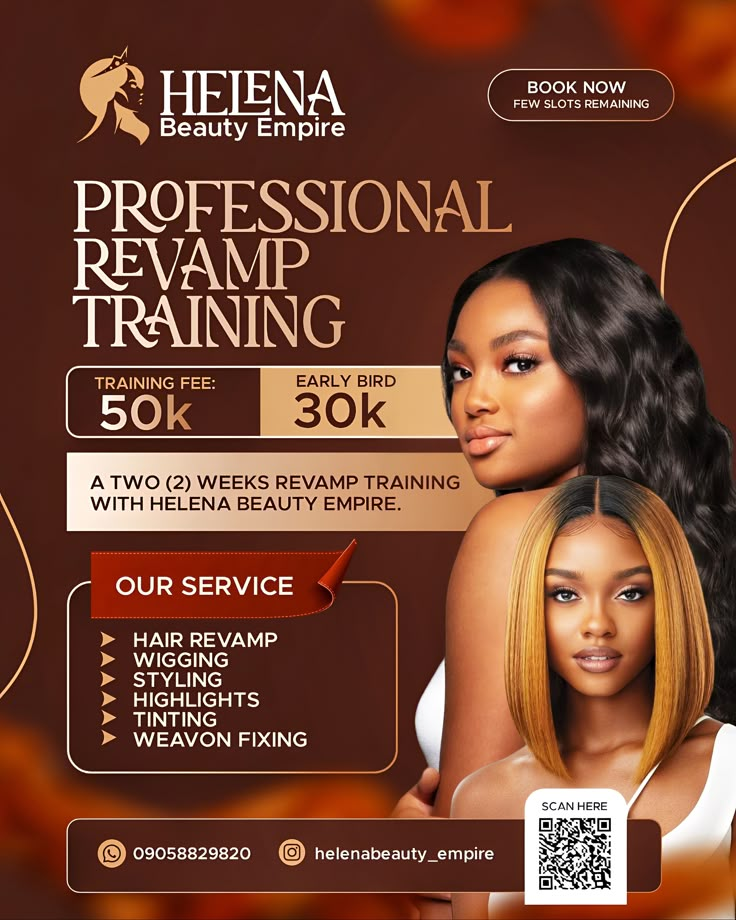 HELENA
Beauty Empire
BOOK NOW
FEW SLOTS REMAINING
PROFESSIONAL
REVAMP
TRAINING
TRAINING FEE:
50k
EARLY BIRD
30k
A TWO (2) WEEKS REVAMP TRAINING
WITH HELENA BEAUTY EMPIRE.
OUR SERVICE
HAIR REVAMP
WIGGING
STYLING
HIGHLIGHTS
TINTING
WEAVON FIXING
09058829820
helenabeauty_empire
SCAN HERE